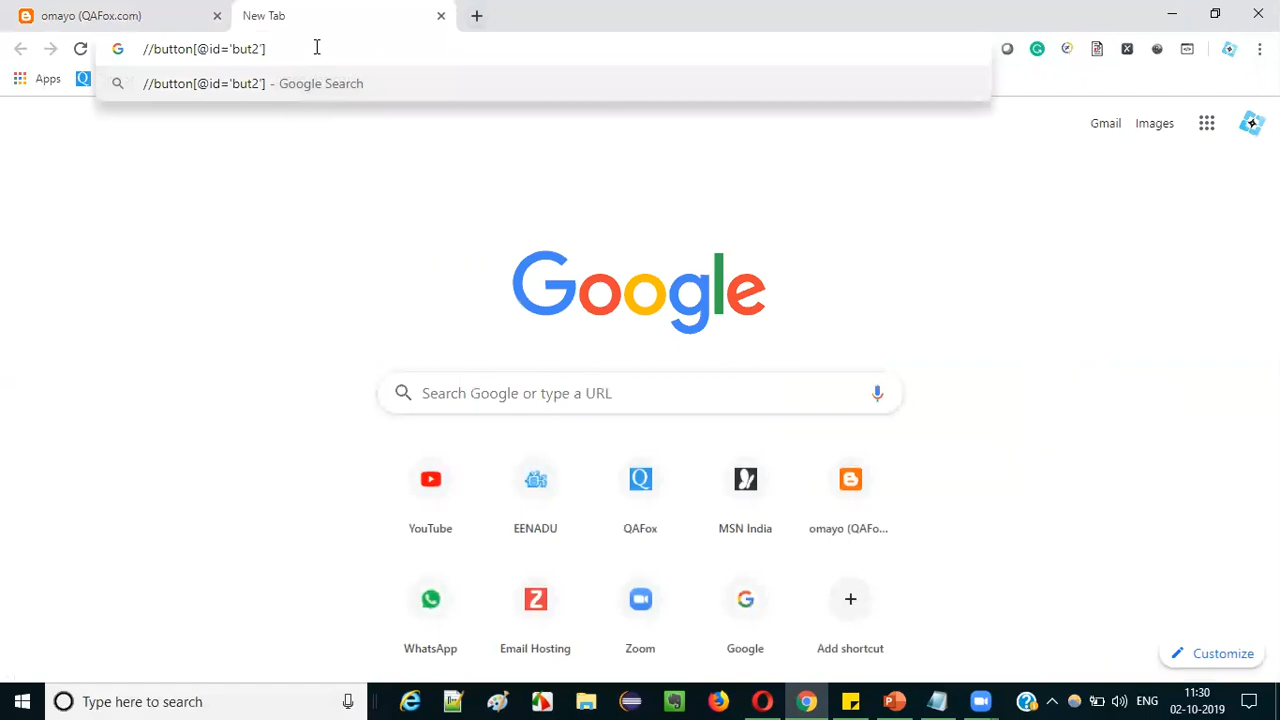 omayo (QAFox.com)
New Tab
//button[@id='but2']
Apps
//button[@id='but2'] - Google Search
Gmail
Images
Google
Search Google or type a URL
YouTube
EENADU
QAFox
MSN India
omayo (QAFo...
WhatsApp
Email Hosting
Zoom
Google
Add shortcut
Customize
Type here to search
ENG
11:30
02-10-2019